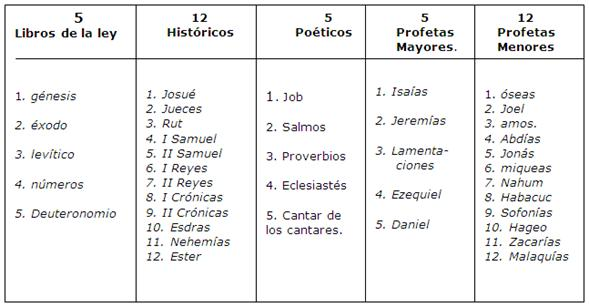 5
Libros de la ley
12
Históricos
5
Poéticos
5
Profetas
Mayores.
12
Profetas
Menores
1. génesis
2. éxodo
3. levítico
4. números
5. Deuteronomio
1. Josué
2. Jueces
3. Rut
4. I Samuel
5. II Samuel
6. I Reyes
7. II Reyes
8. I Crónicas
9. II Crónicas
10. Esdras
11. Nehemías
12. Ester
1. Job
2. Salmos
3. Proverbios
4. Eclesiastés
5. Cantar de
los cantares.
1. Isaías
2. Jeremías
3. Lamenta-
ciones
4. Ezequiel
5. Daniel
1. óseas
2. Joel
3. amos.
4. Abdías
5. Jonás
6. miqueas
7. Nahum
8. Habacuc
9. Sofonías
10. Hageo
11. Zacarías
12. Malaquías